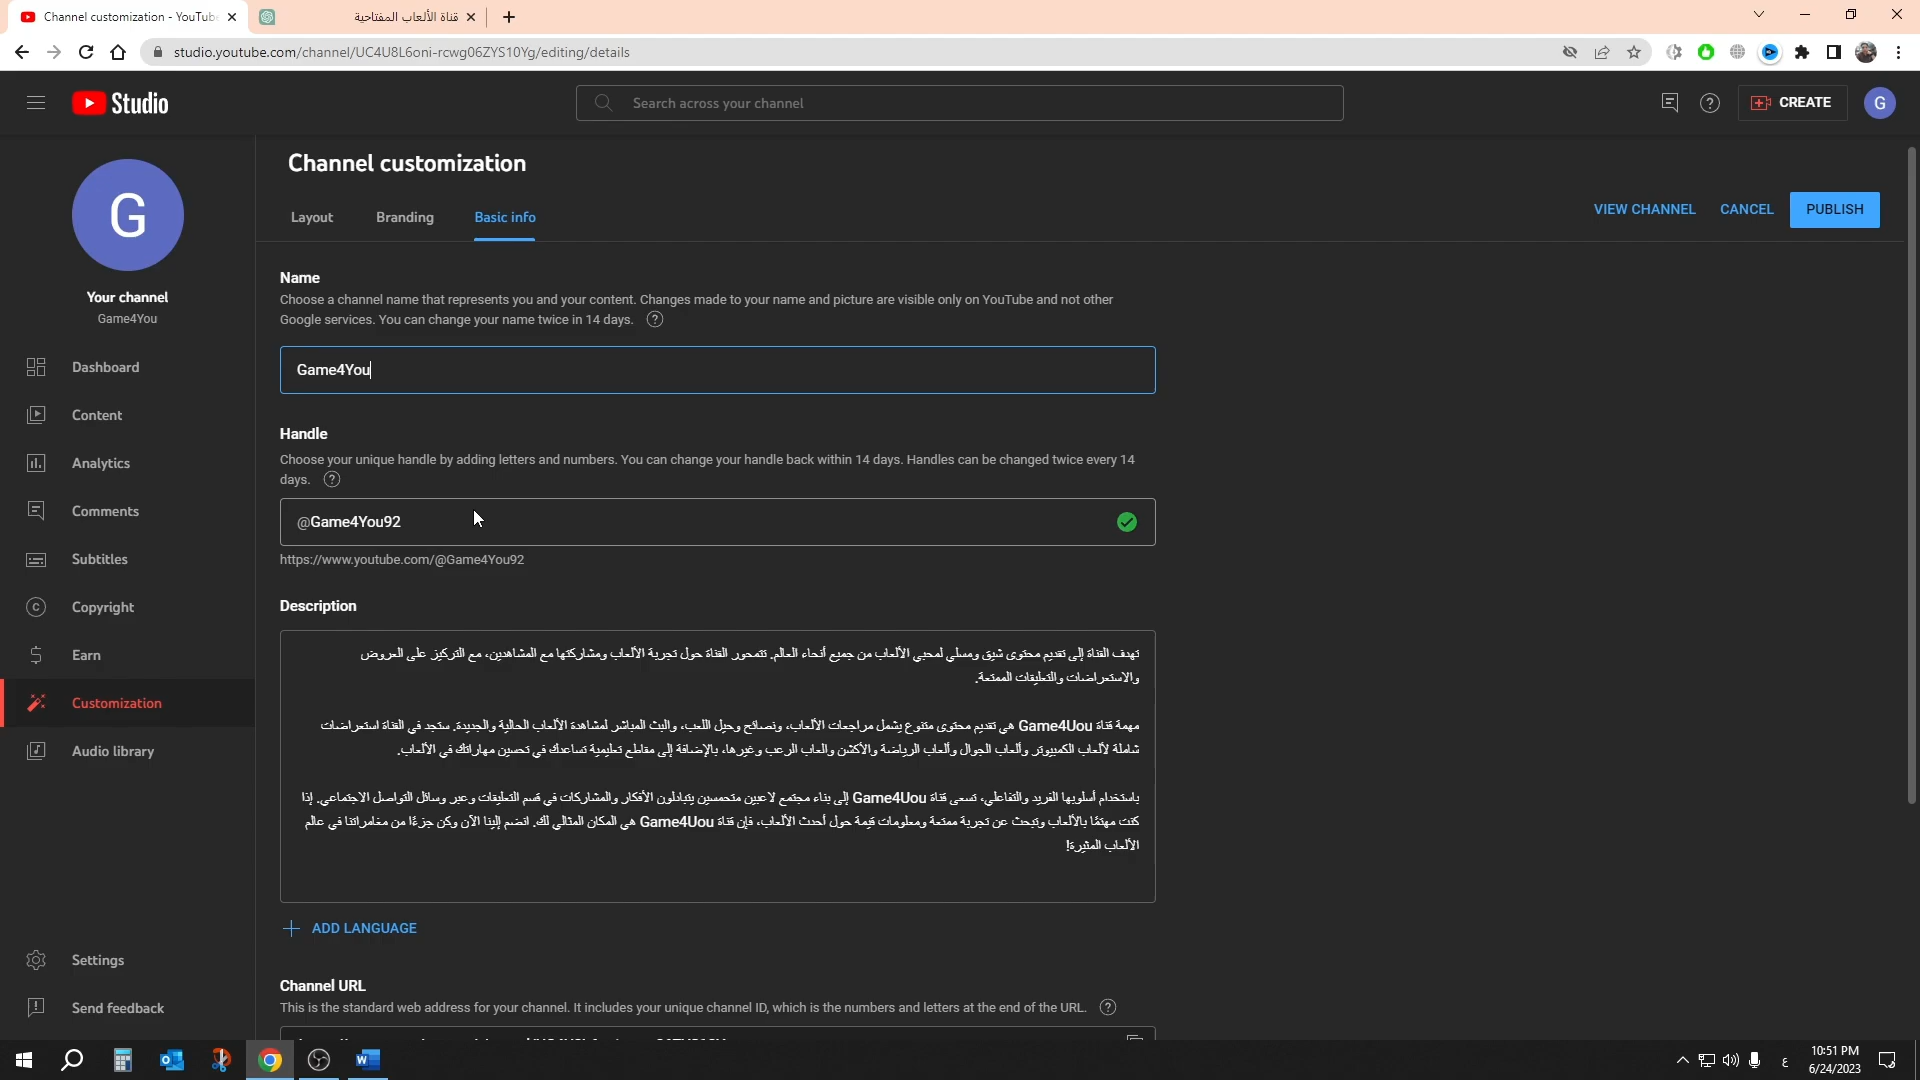 Channel customization - YouTube
قناة الألعاب المفتاحية
studio.youtube.com/channel/UC4U8L6oni-rcwg06ZYS10Yg/editing/details
Studio
Search across your channel
CREATE
G
G
Your channel
Game4You
Dashboard
Content
Analytics
Comments
Subtitles
Copyright
Earn
Customization
Audio library
Settings
Send feedback
Channel customization
Layout
Branding
Basic info
VIEW CHANNEL
CANCEL
PUBLISH
Name
Choose a channel name that represents you and your content. Changes made to your name and picture are visible only on YouTube and not other
Google services. You can change your name twice in 14 days.
Game4You
Handle
Choose your unique handle by adding letters and numbers. You can change your handle back within 14 days. Handles can be changed twice every 14
days.
@Game4You92
https://www.youtube.com/@Game4You92
Description
تهدف القناة إلى تقديم محتوى شيق ومسلي لمحبي الألعاب من جميع أنحاء العالم. تتمحور القناة حول تجربة الألعاب ومشاركتها مع المشاهدين، مع التركيز على العروض
والاستعراضات والتعليقات الممتعة.
مهمة قناة Game4Uou هي تقديم محتوى متنوع يشمل مراجعات الألعاب، ونصائح وحيل اللعب، والبث المباشر لمشاهدة الألعاب الحالية والجديدة. ستجد في القناة استعراضات
شاملة لألعاب الكمبيوتر وألعاب الجوال وألعاب الرياضة والأكشن والعاب الرعب وغيرها، بالإضافة إلى مقاطع تعليمية تساعدك في تحسين مهاراتك في الألعاب.
باستخدام أسلوبها الفريد والتفاعلي، تسعى قناة Game4Uou إلى بناء مجتمع لاعبين متحمسين يتبادلون الأفكار والمشاركات في قسم التعليقات وعبر وسائل التواصل الاجتماعي. إذا
كنت مهتمًا بالألعاب وتبحث عن تجربة ممتعة ومعلومات قيمة حول أحدث الألعاب، فإن قناة Game4Uou هي المكان المثالي لك. انضم إلينا الآن وكن جزءًا من مغامراتنا في عالم
الألعاب المثيرة!
ADD LANGUAGE
Channel URL
This is the standard web address for your channel. It includes your unique channel ID, which is the numbers and letters at the end of the URL.
ع
10:51 PM
6/24/2023